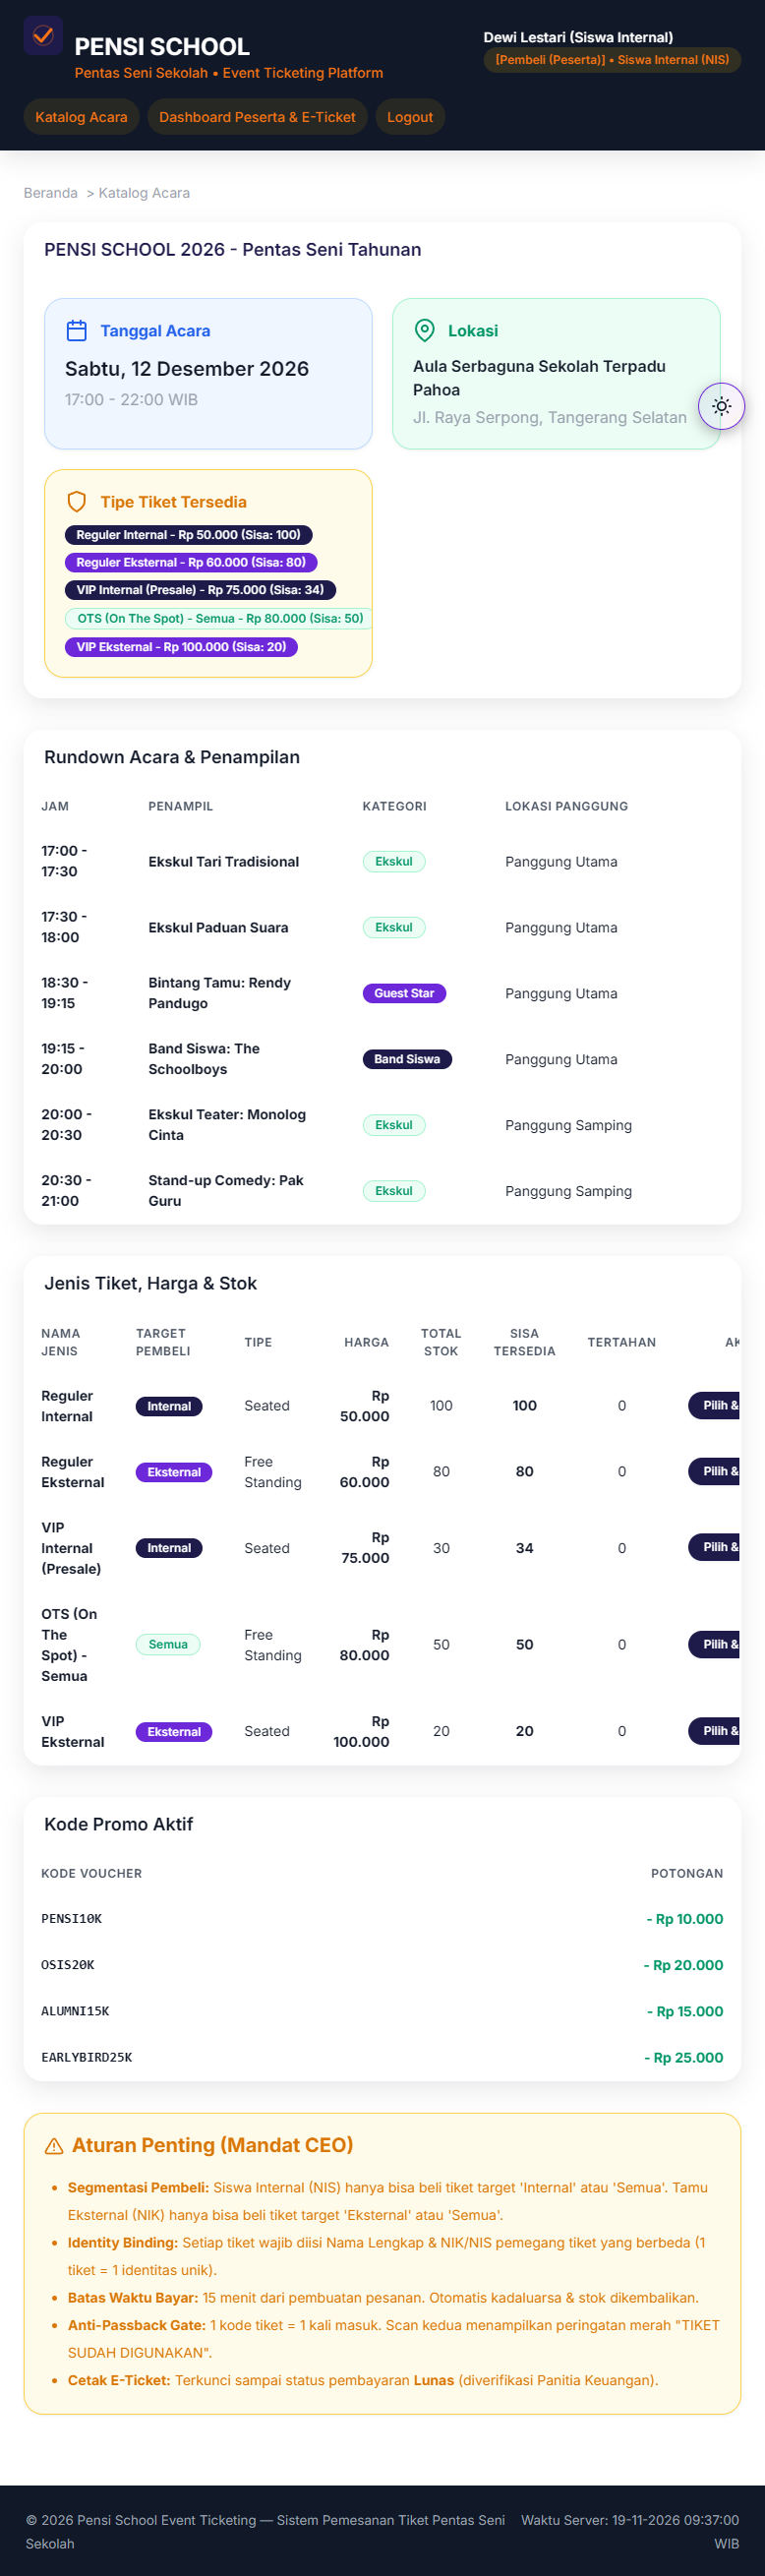 PENSI SCHOOL
Pentas Seni Sekolah • Event Ticketing Platform
Dewi Lestari (Siswa Internal)
[Pembeli (Peserta)] • Siswa Internal (NIS)
Katalog Acara
Dashboard Peserta & E-Ticket
Logout
Beranda > Katalog Acara
PENSI SCHOOL 2026 - Pentas Seni Tahunan
Tanggal Acara
Sabtu, 12 Desember 2026
17:00 - 22:00 WIB
Lokasi
Aula Serbaguna Sekolah Terpadu
Pahoa
Jl. Raya Serpong, Tangerang Selatan
Tipe Tiket Tersedia
Reguler Internal - Rp 50.000 (Sisa: 100)
Reguler Eksternal - Rp 60.000 (Sisa: 80)
VIP Internal (Presale) - Rp 75.000 (Sisa: 34)
OTS (On The Spot) - Semua - Rp 80.000 (Sisa: 50)
VIP Eksternal - Rp 100.000 (Sisa: 20)
Rundown Acara & Penampilan
JAM PENAMPIL KATEGORI LOKASI PANGGUNG
17:00 -
17:30
Ekskul Tari Tradisional
Ekskul
Panggung Utama
17:30 -
18:00
Ekskul Paduan Suara
Ekskul
Panggung Utama
18:30 -
19:15
Bintang Tamu: Rendy
Pandugo
Guest Star
Panggung Utama
19:15 -
20:00
Band Siswa: The
Schoolboys
Band Siswa
Panggung Utama
20:00 -
20:30
Ekskul Teater: Monolog
Cinta
Ekskul
Panggung Samping
20:30 -
21:00
Stand-up Comedy: Pak
Guru
Ekskul
Panggung Samping
Jenis Tiket, Harga & Stok
NAMA
JENIS
TARGET
PEMBELI
TIPE
HARGA
TOTAL
STOK
SISA
TERSEDIA
TERTAHAN
AK
Reguler
Internal
Internal
Seated
Rp
50.000
100
100
0
Pilih &
Reguler
Eksternal
Eksternal
Free
Standing
Rp
60.000
80
80
0
Pilih &
VIP
Internal
(Presale)
Internal
Seated
Rp
75.000
30
34
0
Pilih &
OTS (On
The
Spot) -
Semua
Semua
Free
Standing
Rp
80.000
50
50
0
Pilih &
VIP
Eksternal
Eksternal
Seated
Rp
100.000
20
20
0
Pilih &
Kode Promo Aktif
KODE VOUCHER POTONGAN
PENSI10K - Rp 10.000
OSIS20K - Rp 20.000
ALUMNI15K - Rp 15.000
EARLYBIRD25K - Rp 25.000
Aturan Penting (Mandat CEO)
• Segmentasi Pembeli: Siswa Internal (NIS) hanya bisa beli tiket target 'Internal' atau 'Semua'. Tamu
Eksternal (NIK) hanya bisa beli tiket target 'Eksternal' atau 'Semua'.
• Identity Binding: Setiap tiket wajib diisi Nama Lengkap & NIK/NIS pemegang tiket yang berbeda (1
tiket = 1 identitas unik).
• Batas Waktu Bayar: 15 menit dari pembuatan pesanan. Otomatis kadaluarsa & stok dikembalikan.
• Anti-Passback Gate: 1 kode tiket = 1 kali masuk. Scan kedua menampilkan peringatan merah "TIKET
SUDAH DIGUNAKAN".
• Cetak E-Ticket: Terkunci sampai status pembayaran Lunas (diverifikasi Panitia Keuangan).
© 2026 Pensi School Event Ticketing — Sistem Pemesanan Tiket Pentas Seni
Sekolah
Waktu Server: 19-11-2026 09:37:00
WIB